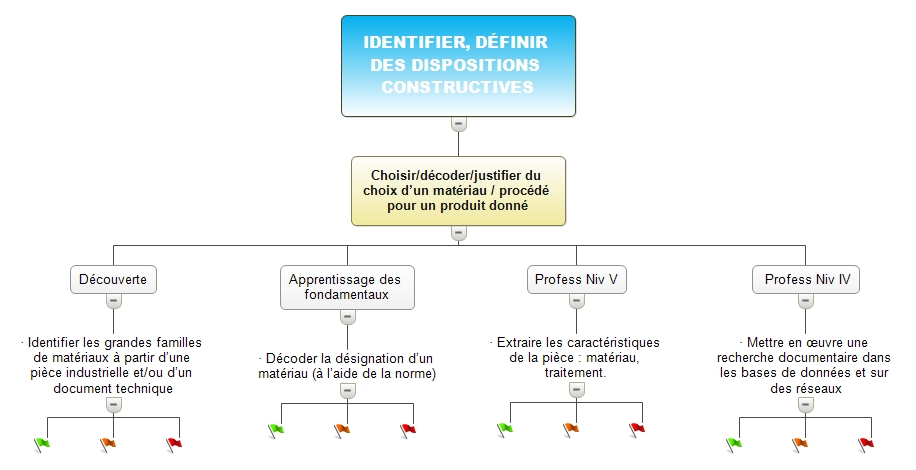 IDENTIFIER, DÉFINIR
DES DISPOSITIONS
CONSTRUCTIVES
Choisir/décoder/justifier du
choix d'un matériau / procédé
pour un produit donné
Découverte
Apprentissage des
fondamentaux
Profess Niv V
Profess Niv IV
· Identifier les grandes familles
de matériaux à partir d'une
pièce industrielle et/ou d'un
document technique
· Décoder la désignation d'un
matériau (à l'aide de la norme)
· Extraire les caractéristiques
de la pièce : matériau,
traitement.
· Mettre en œuvre une
recherche documentaire dans
les bases de données et sur
des réseaux